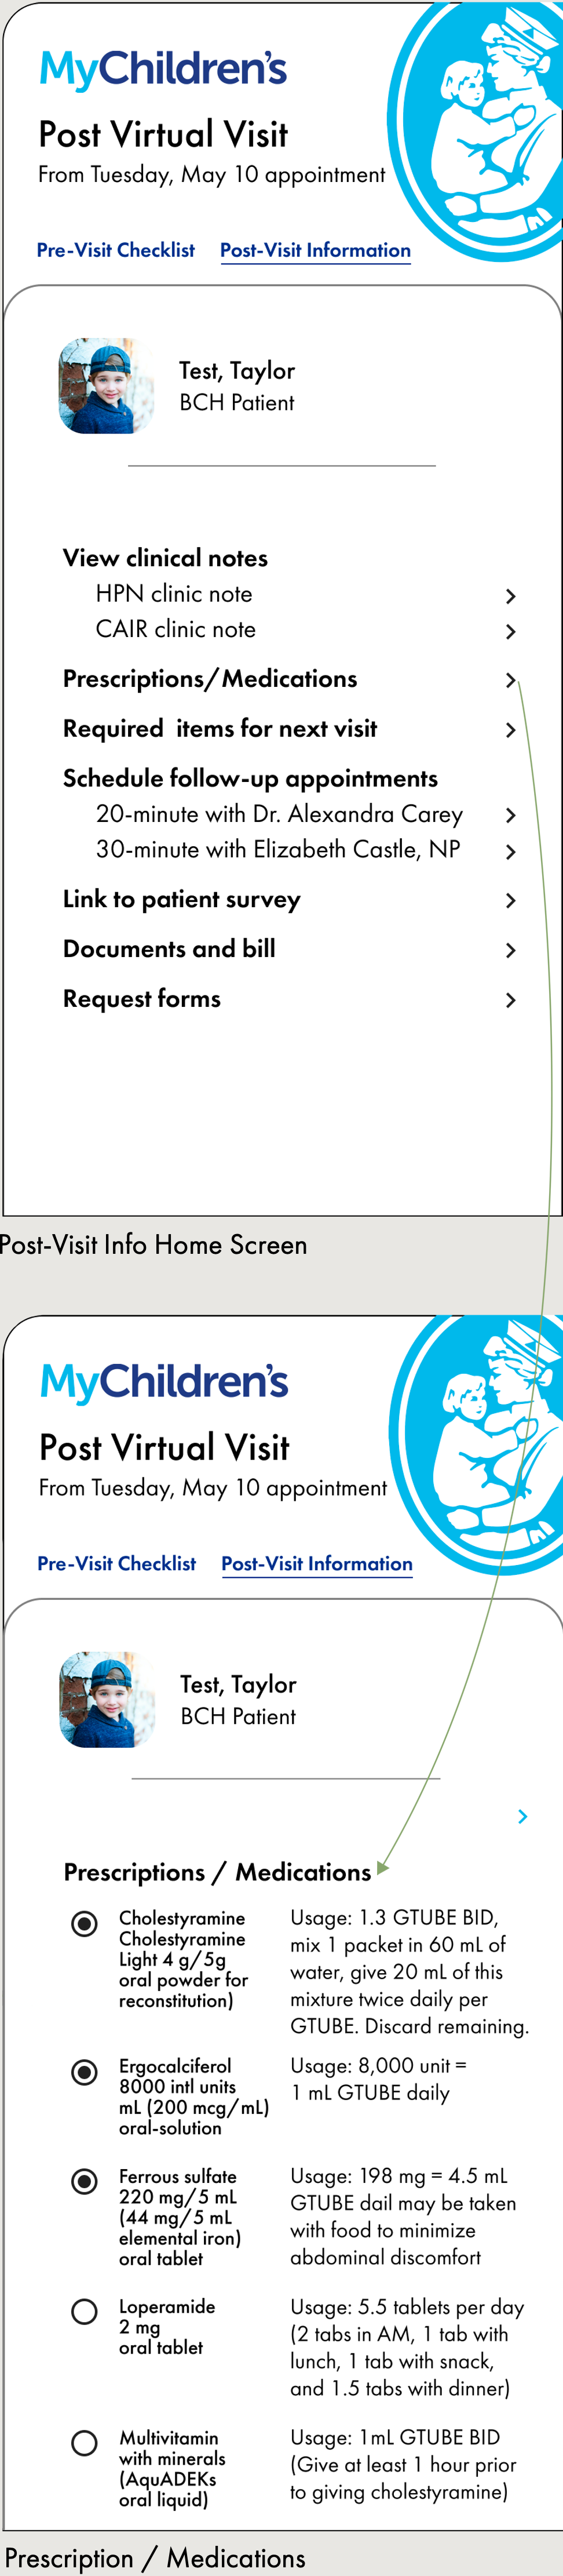 MyChildren's
Post Virtual Visit
From Tuesday, May 10 appointment
Pre-Visit Checklist Post-Visit Information
Test, Taylor
BCH Patient
View clinical notes
HPN clinic note
CAIR clinic note
Prescriptions/Medications
Required items for next visit
Schedule follow-up appointments
20-minute with Dr. Alexandra Carey
30-minute with Elizabeth Castle, NP
Link to patient survey
Documents and bill
Request forms
Post-Visit Info Home Screen
MyChildren's
Post Virtual Visit
From Tuesday, May 10 appointment
Pre-Visit Checklist Post-Visit Information
Test, Taylor
BCH Patient
Prescriptions / Medications
Cholestyramine
Cholestyramine
Light 4 g/5g
oral powder for
reconstitution)
Usage: 1.3 GTUBE BID,
mix 1 packet in 60 mL of
water, give 20 mL of this
mixture twice daily per
GTUBE. Discard remaining.
Ergocalciferol
8000 intl units
mL (200 mcg/mL)
oral-solution
Usage: 8,000 unit =
1 mL GTUBE daily
Ferrous sulfate
220 mg/5 mL
(44 mg/5 mL
elemental iron)
oral tablet
Usage: 198 mg = 4.5 mL
GTUBE dail may be taken
with food to minimize
abdominal discomfort
Loperamide
2 mg
oral tablet
Usage: 5.5 tablets per day
(2 tabs in AM, 1 tab with
lunch, 1 tab with snack,
and 1.5 tabs with dinner)
Multivitamin
with minerals
(AquADEKs
oral liquid)
Usage: 1mL GTUBE BID
(Give at least 1 hour prior
to giving cholestyramine)
Prescription / Medications